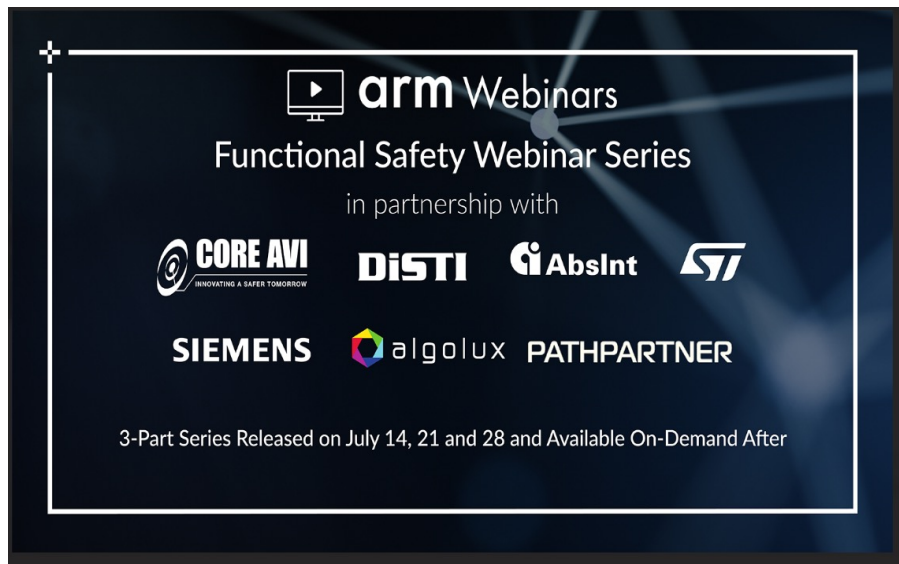 arm Webinars
Functional Safety Webinar Series
in partnership with
CORE AVI
INNOVATING A SAFER TOMORROW
DiSTI
AbsInt
ST
SIEMENS
algolux
PATHPARTNER
3-Part Series Released on July 14, 21 and 28 and Available On-Demand After